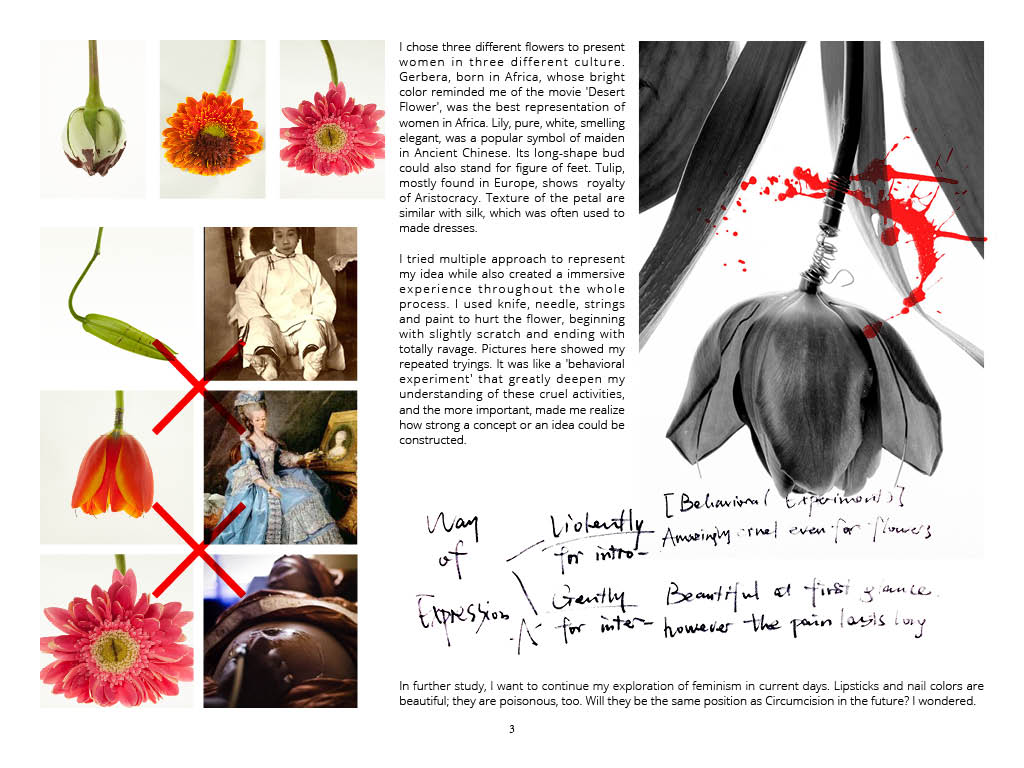 I chose three different flowers to present
women in three different culture.
Gerbera, born in Africa, whose bright
color reminded me of the movie 'Desert
Flower', was the best representation of
women in Africa. Lily, pure, white, smelling
elegant, was a popular symbol of maiden
in Ancient Chinese. Its long-shape bud
could also stand for figure of feet. Tulip,
mostly found in Europe, shows royalty
of Aristocracy. Texture of the petal are
similar with silk, which was often used to
made dresses.
I tried multiple approach to represent
my idea while also created a immersive
experience throughout the whole
process. I used knife, needle, strings
and paint to hurt the flower, beginning
with slightly scratch and ending with
totally ravage. Pictures here showed my
repeated tryings. It was like a 'behavioral
experiment' that greatly deepen my
understanding of these cruel activities,
and the more important, made me realize
how strong a concept or an idea could be
constructed.
Way
of
Expression
Violently
for intro-
[Behavioral Experiments]
Amazingly cruel even for flowers
Gently
for inter-
Beautiful at first glance.
however the pain lasts long
In further study, I want to continue my exploration of feminism in current days. Lipsticks and nail colors are
beautiful; they are poisonous, too. Will they be the same position as Circumcision in the future? I wondered.
3